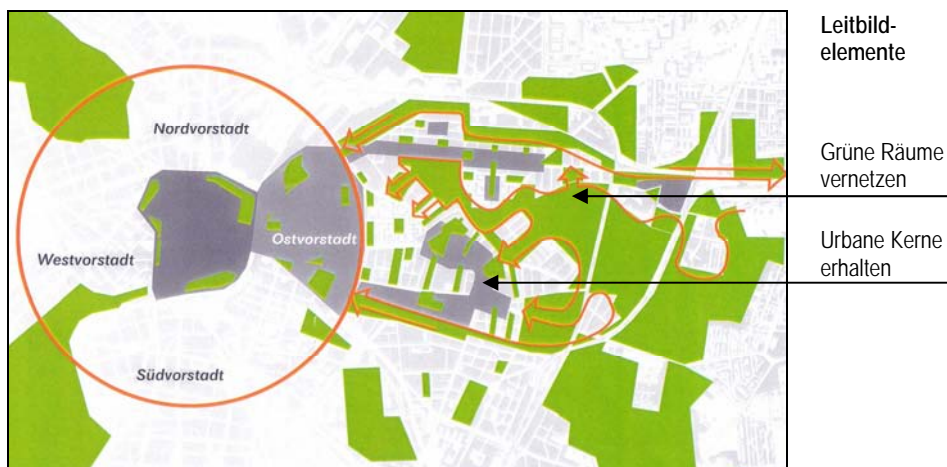 Leitbild-
elemente
Nordvorstadt
Grüne Räume
vernetzen
Ostvorstadt
Urbane Kerne
erhalten
Westvorstadt
Südvorstadt